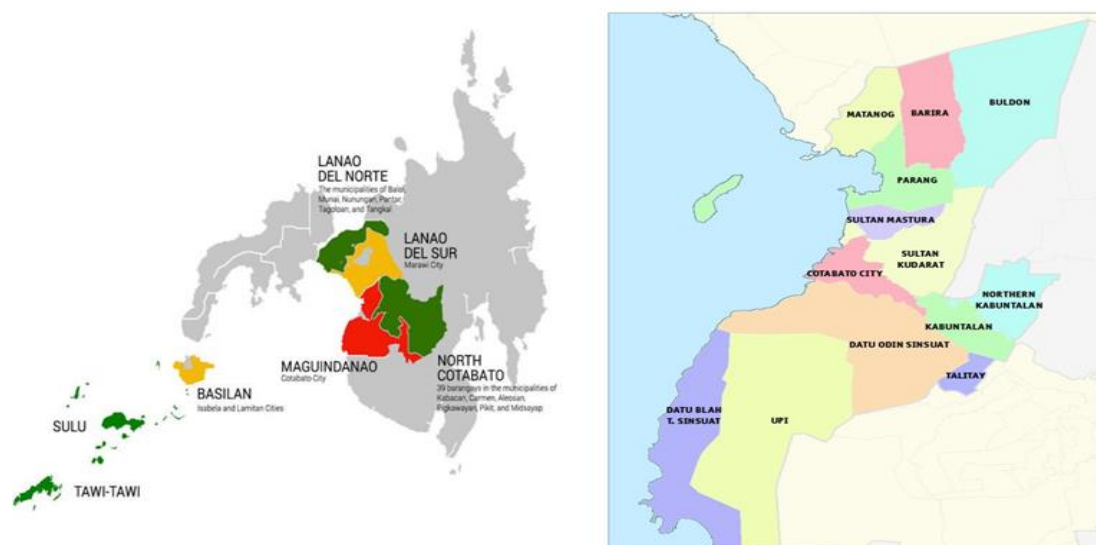 LANAO
DEL NORTE
The municipalities of Baloi,
Munai, Nunungan, Pantar,
Tagoloan, and Tangkal
LANAO
DEL SUR
Marawi City
MAGUINDANAO
Cotabato City
NORTH
COTABATO
39 barangays in the municipalities of
Kabacan, Carmen, Aleosan,
Pigkawayan, Pikit, and Midsayap
BASILAN
Isabela and Lamitan Cities
SULU
TAWI-TAWI
MATANOG
BARIRA
BULDON
PARANG
SULTAN MASTURA
SULTAN
KUDARAT
COTABATO CITY
NORTHERN
KABUNTALAN
KABUNTALAN
DATU ODIN SINSUAT
TALITAY
DATU BLAH
T. SINSUAT
UPI